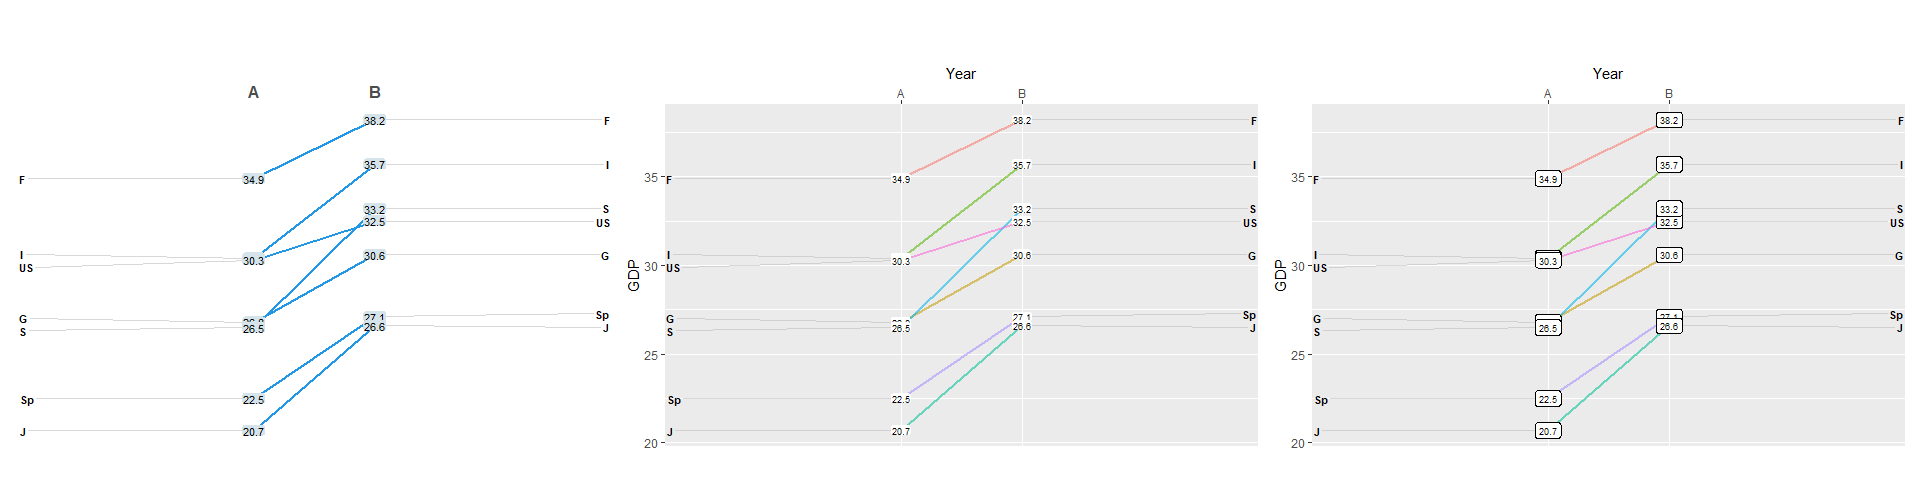 A B
38.2 F
35.7 I
F 34.9
33.2 S
32.5 US
I
30.3
US
30.6 G
G
26.5
S
27.1 Sp
26.6 J
Sp 22.5
J 20.7
Year
A B
GDP
35
30
25
20
38.2 F
35.7 I
F 34.9
33.2 S
32.5 US
I
30.3
US
30.6 G
G
26.5
S
27.1 Sp
26.6 J
Sp 22.5
J 20.7
Year
A B
GDP
35
30
25
20
38.2 F
35.7 I
F 34.9
33.2 S
32.5 US
I
30.3
US
30.6 G
G
26.5
S
27.1 Sp
26.6 J
Sp 22.5
J 20.7